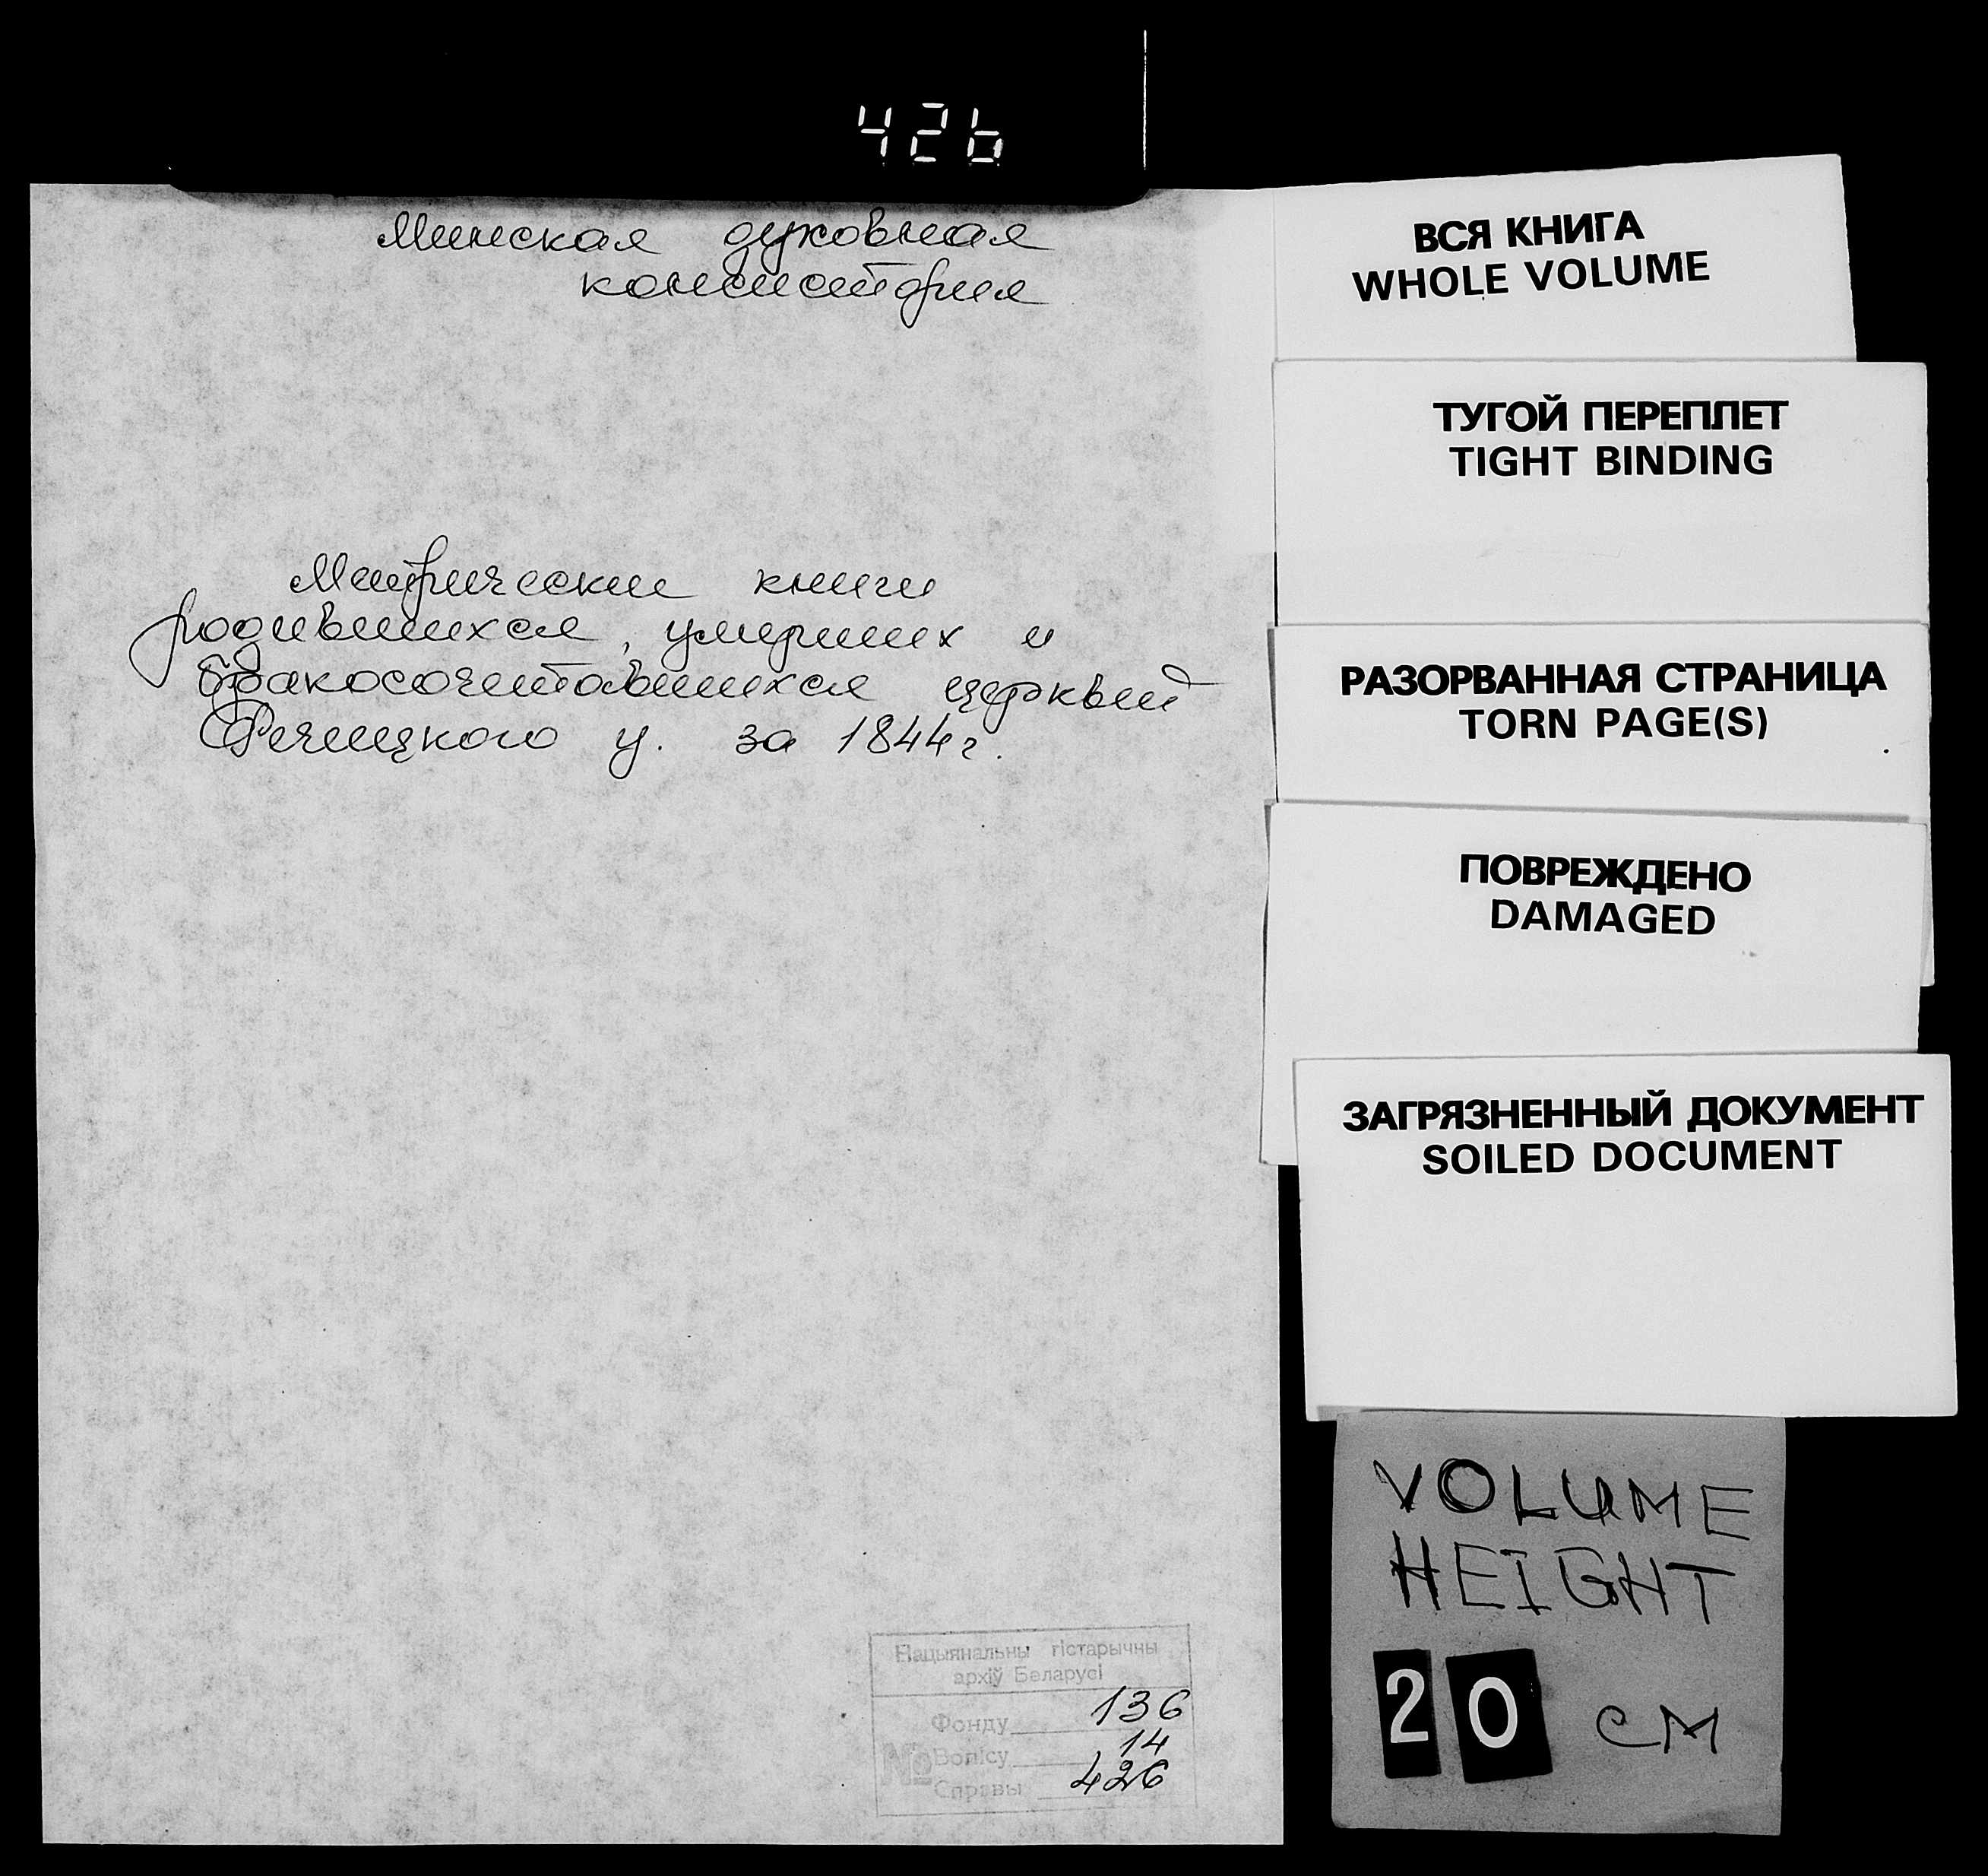 426
Минская духовная
консистория
Метрические книги
родившихся, умерших и
бракосочетавшихся церквей
Речицкого у. за 1844г.
Нацыянальны гістарычны
архіў Беларусі
Фонду 136
№ Вопісу 14
Справы 426
ВСЯ КНИГА
WHOLE VOLUME
ТУГОЙ ПЕРЕПЛЕТ
TIGHT BINDING
РАЗОРВАННАЯ СТРАНИЦА
TORN PAGE(S)
ПОВРЕЖДЕНО
DAMAGED
ЗАГРЯЗНЕННЫЙ ДОКУМЕНТ
SOILED DOCUMENT
VOLUME
HEIGHT
20 CM